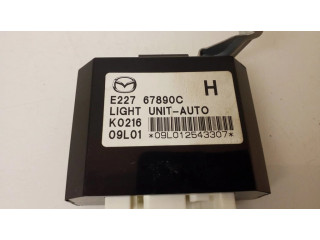 H
E227 67890C
LIGHT UNIT-AUTO
K0216
09L01 *09L012543307*